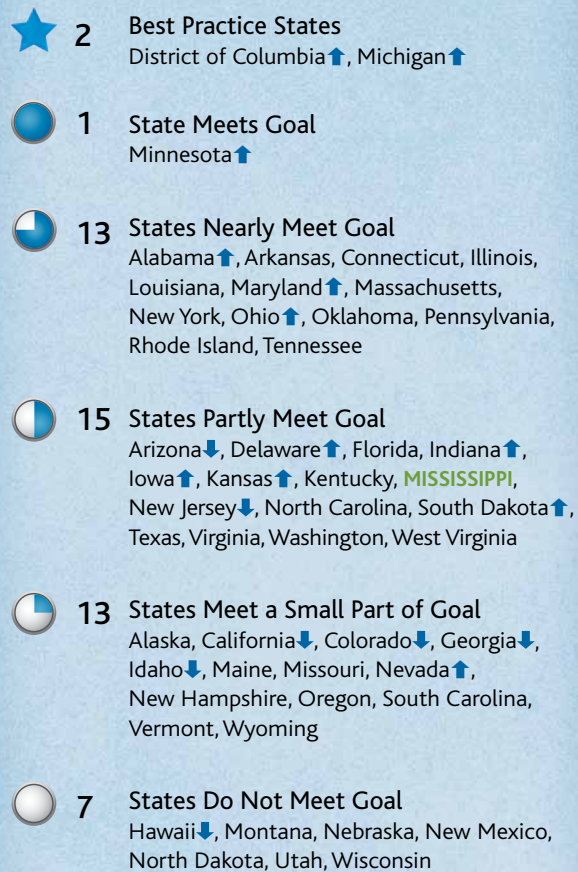 2 Best Practice States
District of Columbia⬆, Michigan⬆
1 State Meets Goal
Minnesota⬆
13 States Nearly Meet Goal
Alabama⬆, Arkansas, Connecticut, Illinois,
Louisiana, Maryland⬆, Massachusetts,
New York, Ohio⬆, Oklahoma, Pennsylvania,
Rhode Island, Tennessee
15 States Partly Meet Goal
Arizona⬇, Delaware⬆, Florida, Indiana⬆,
Iowa⬆, Kansas⬆, Kentucky, MISSISSIPPI,
New Jersey⬇, North Carolina, South Dakota⬆,
Texas, Virginia, Washington, West Virginia
13 States Meet a Small Part of Goal
Alaska, California⬇, Colorado⬇, Georgia⬇,
Idaho⬇, Maine, Missouri, Nevada⬆,
New Hampshire, Oregon, South Carolina,
Vermont, Wyoming
7 States Do Not Meet Goal
Hawaii⬇, Montana, Nebraska, New Mexico,
North Dakota, Utah, Wisconsin